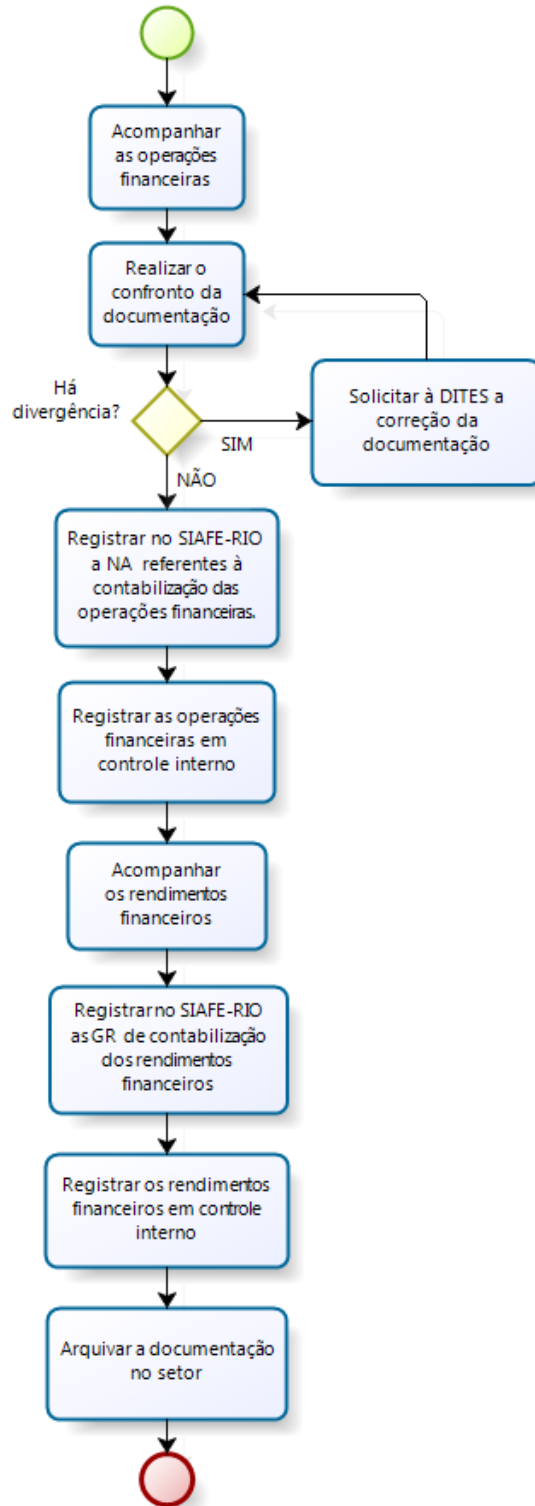 Acompanhar
as operações
financeiras
Realizar o
confronto da
documentação
Há
divergência?
SIM
Solicitar à DITES a
correção da
documentação
NÃO
Registrar no SIAFE-RIO
a NA referentes à
contabilização das
operações financeiras.
Registrar as operações
financeiras em
controle interno
Acompanhar
os rendimentos
financeiros
Registrar no SIAFE-RIO
as GR de contabilização
dos rendimentos
financeiros
Registrar os rendimentos
financeiros em controle
interno
Arquivar a documentação
no setor